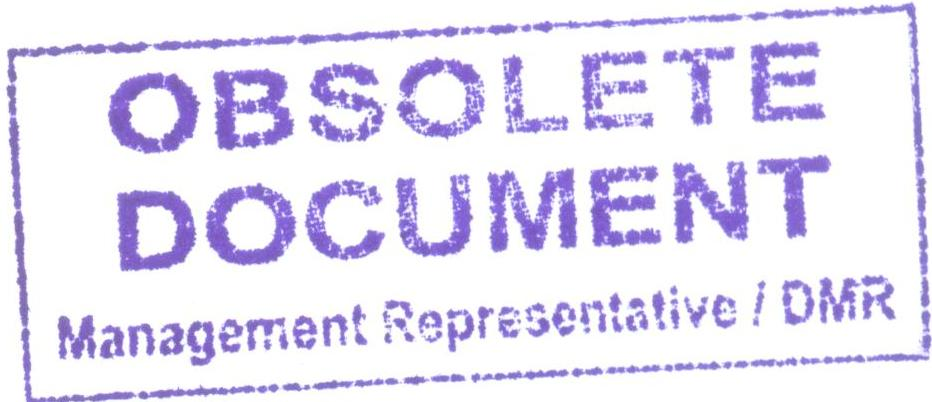 OBSOLETE
DOCUMENT
Management Representative / DMR